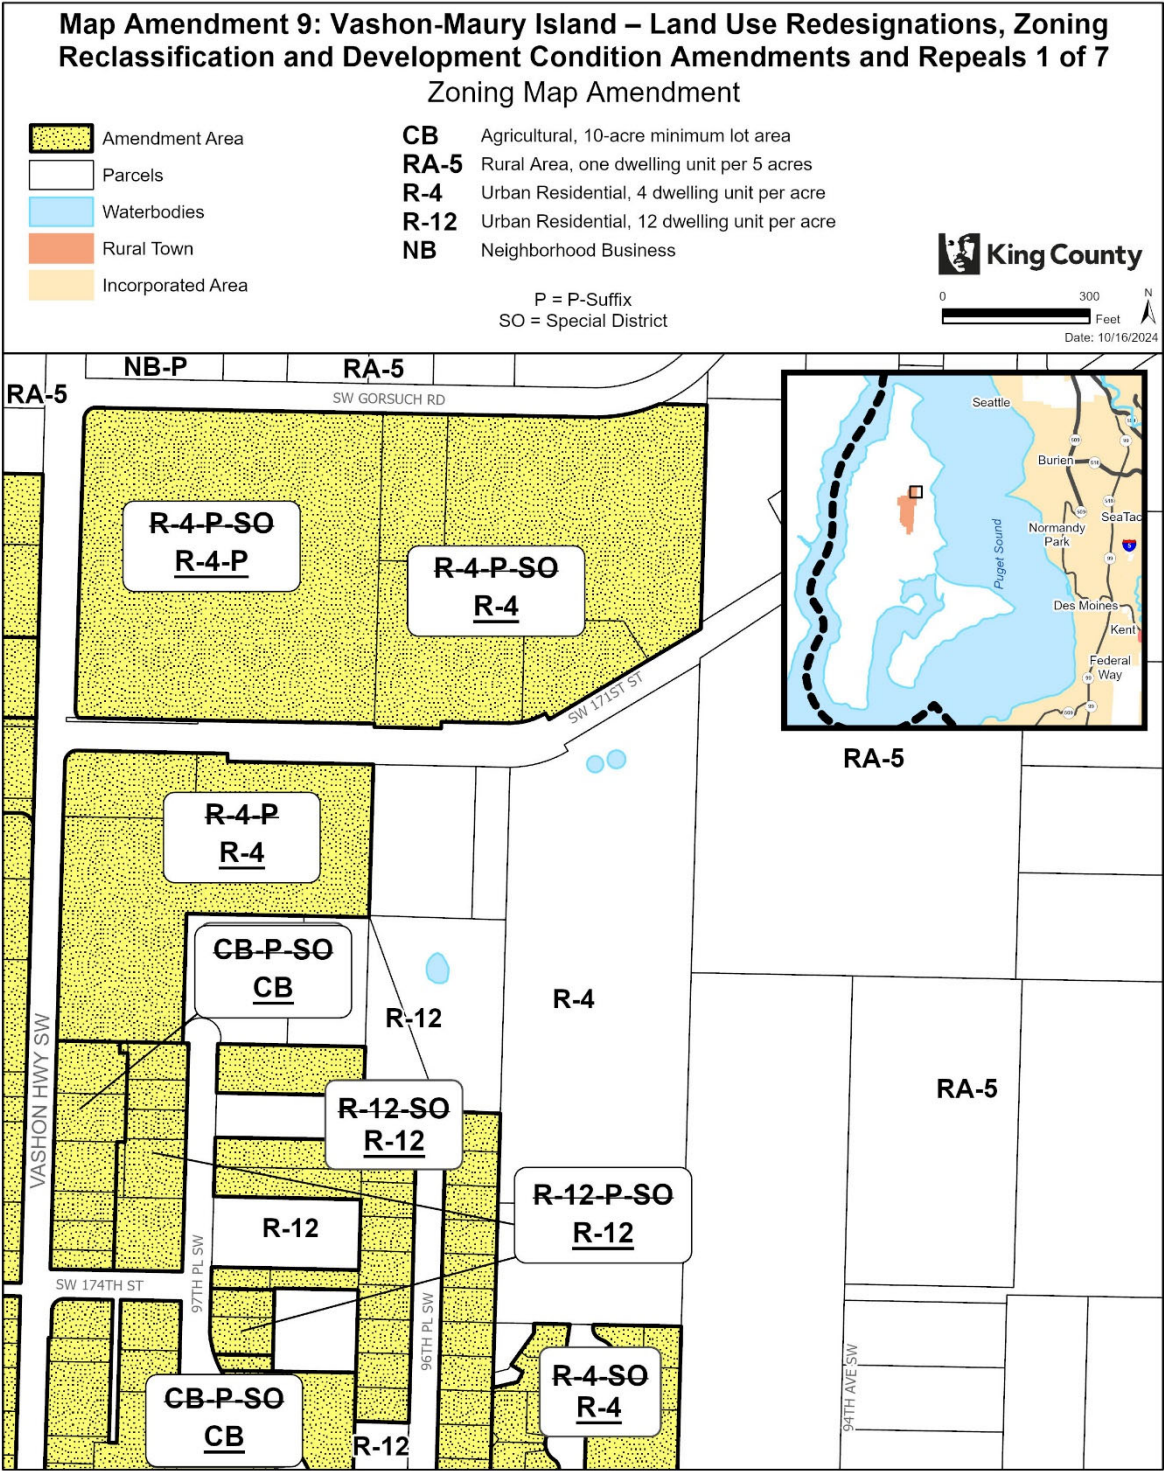 Map Amendment 9: Vashon-Maury Island – Land Use Redesignations, Zoning
Reclassification and Development Condition Amendments and Repeals 1 of 7
Zoning Map Amendment
Amendment Area
Parcels
Waterbodies
Rural Town
Incorporated Area
CB Agricultural, 10-acre minimum lot area
RA-5 Rural Area, one dwelling unit per 5 acres
R-4 Urban Residential, 4 dwelling unit per acre
R-12 Urban Residential, 12 dwelling unit per acre
NB Neighborhood Business
P = P-Suffix
SO = Special District
King County
0 300
Feet
N
Date: 10/16/2024
NB-P
RA-5
RA-5
SW GORSUCH RD
R-4-P-SO
R-4-P
R-4-P-SO
R-4
SW 171ST ST
Seattle
Burien
SeaTac
Normandy
Park
Puget Sound
Des Moines
Kent
Federal
Way
509
518
99
5
RA-5
R-4-P
R-4
CB-P-SO
CB
R-12
R-4
VASHON HWY SW
RA-5
R-12-SO
R-12
R-12-P-SO
R-12
R-12
SW 174TH ST
97TH PL SW
96TH PL SW
94TH AVE SW
R-4-SO
R-4
CB-P-SO
CB
R-12